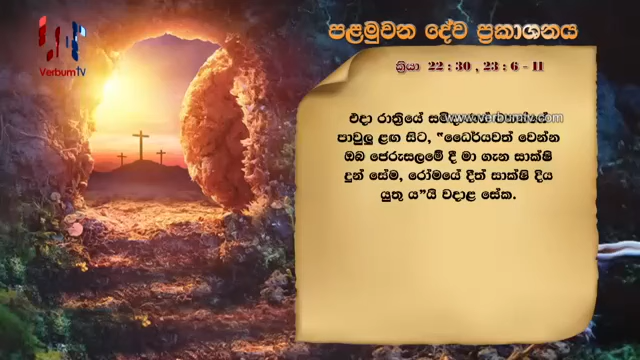 VerbumTV
පළමුවන දේව ප්‍රකාශනය
ක්‍රියා 22 : 30 , 23 : 6 - 11
එදා රාත්‍රියේ
පාවුලු ළඟ සිට, "ධෛර්යවත් වෙන්න
ඔබ ජෙරුසලමේ දී මා ගැන සාක්ෂි
දුන් සේම, රෝමයේ දීත් සාක්ෂි දිය
යුතු ය"යි වදාළ සේක.